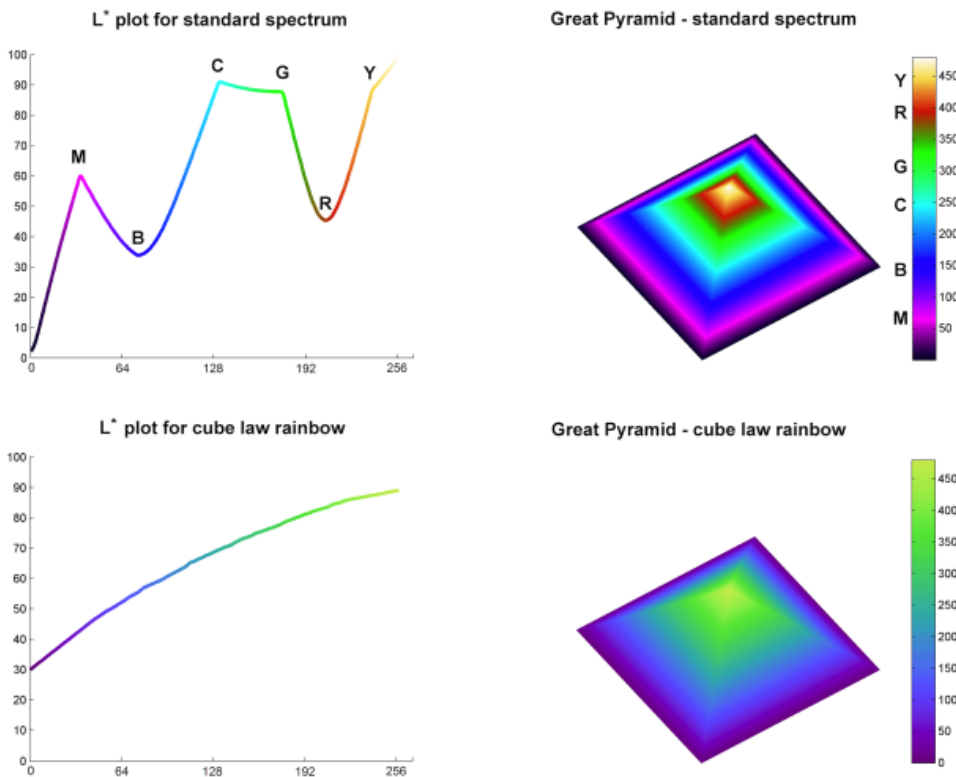 L* plot for standard spectrum
100
90
80
70
60
50
40
30
20
10
0
0 64 128 192 256
M
B
C
G
R
Y
Great Pyramid - standard spectrum
Y
R
G
C
B
M
450
400
350
300
250
200
150
100
50
L* plot for cube law rainbow
100
90
80
70
60
50
40
30
20
10
0
0 64 128 192 256
Great Pyramid - cube law rainbow
450
400
350
300
250
200
150
100
50
0